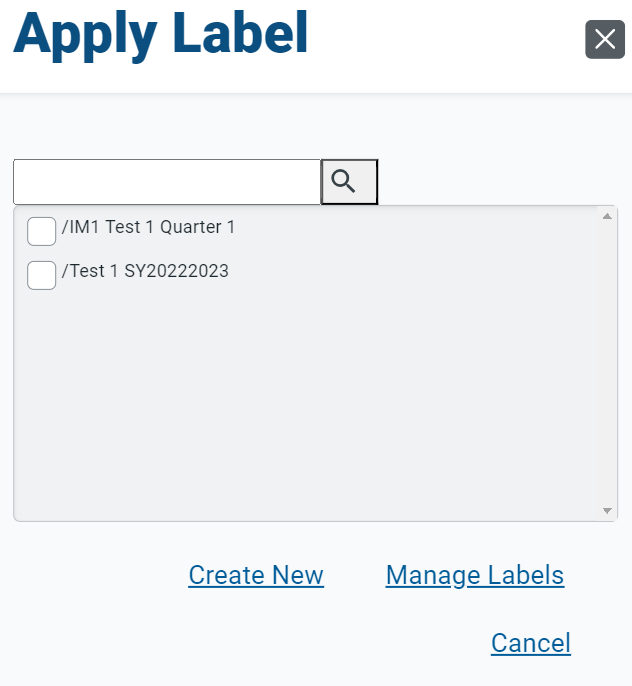 Apply Label
/IM1 Test 1 Quarter 1
/Test 1 SY20222023
Create New
Manage Labels
Cancel